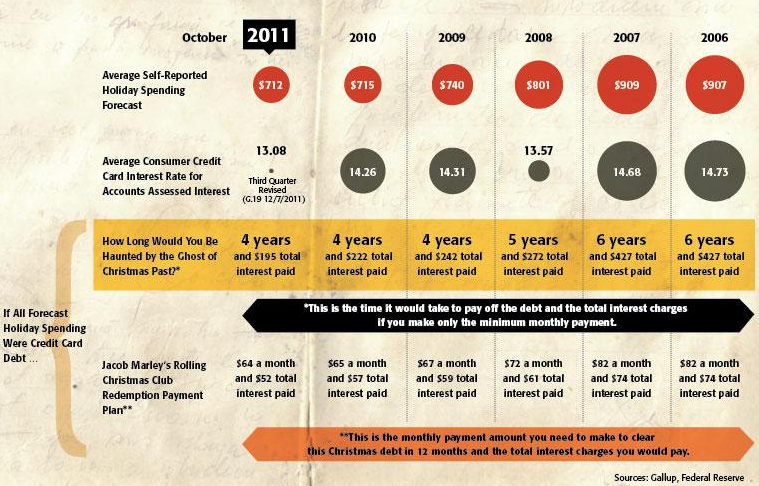 October 2011 2010 2009 2008 2007 2006
Average Self-Reported
Holiday Spending
Forecast
$712 $715 $740 $801 $909 $907
Average Consumer Credit
Card Interest Rate for
Accounts Assessed Interest
13.08 14.26 14.31 13.57 14.68 14.73
Third Quarter
Revised
(G.19 12/7/2011)
If All Forecast
Holiday Spending
Were Credit Card
Debt ...
How Long Would You Be
Haunted by the Ghost of
Christmas Past?*
4 years 4 years 4 years 5 years 6 years 6 years
and $195 total and $222 total and $242 total and $272 total and $427 total and $427 total
interest paid interest paid interest paid interest paid interest paid interest paid
*This is the time it would take to pay off the debt and the total interest charges
if you make only the minimum monthly payment.
Jacob Marley's Rolling
Christmas Club
Redemption Payment
Plan**
$64 a month $65 a month $67 a month $72 a month $82 a month $82 a month
and $52 total and $57 total and $59 total and $61 total and $74 total and $74 total
interest paid interest paid interest paid interest paid interest paid interest paid
**This is the monthly payment amount you need to make to clear
this Christmas debt in 12 months and the total interest charges you would pay.
Sources: Gallup, Federal Reserve